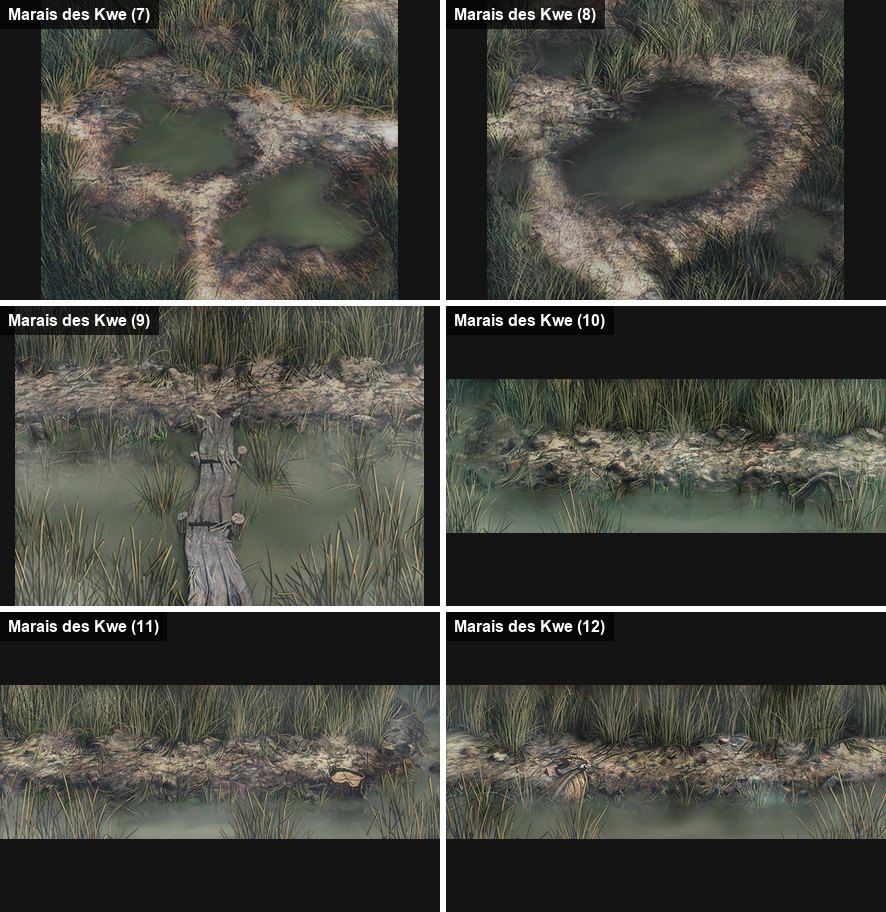 Marais des Kwe (7)
Marais des Kwe (8)
Marais des Kwe (9)
Marais des Kwe (10)
Marais des Kwe (11)
Marais des Kwe (12)